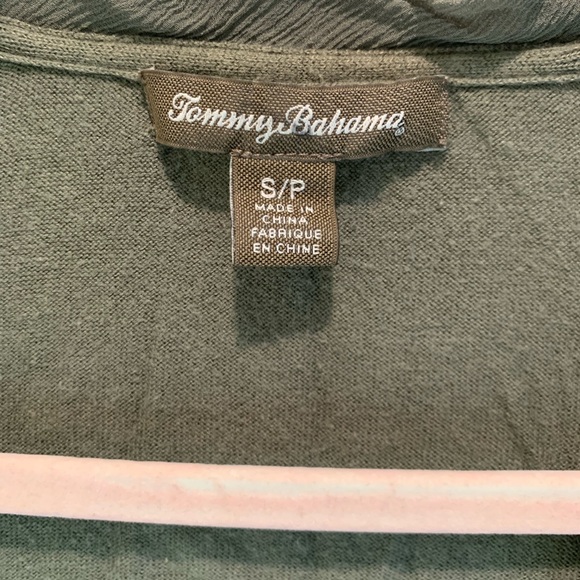 Tommy Bahama®
S/P
MADE IN
CHINA
FABRIQUE
EN CHINE